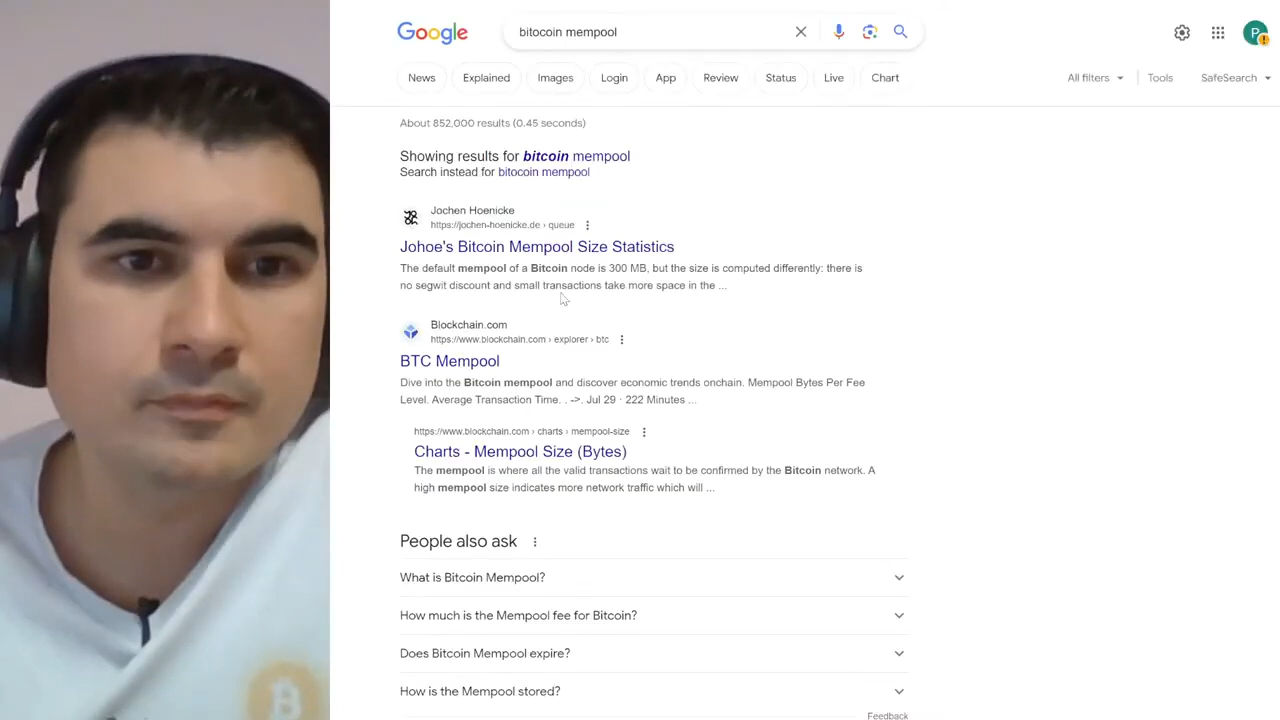 Google
bitocoin mempool
P
News
Explained
Images
Login
App
Review
Status
Live
Chart
All filters
Tools
SafeSearch
About 852,000 results (0.45 seconds)
Showing results for bitcoin mempool
Search instead for bitocoin mempool
Jochen Hoenicke
https://jochen-hoenicke.de › queue
Johoe's Bitcoin Mempool Size Statistics
The default mempool of a Bitcoin node is 300 MB, but the size is computed differently: there is
no segwit discount and small transactions take more space in the ...
Blockchain.com
https://www.blockchain.com › explorer › btc
BTC Mempool
Dive into the Bitcoin mempool and discover economic trends onchain. Mempool Bytes Per Fee
Level. Average Transaction Time. . ->. Jul 29 · 222 Minutes ...
https://www.blockchain.com › charts › mempool-size
Charts - Mempool Size (Bytes)
The mempool is where all the valid transactions wait to be confirmed by the Bitcoin network. A
high mempool size indicates more network traffic which will ...
People also ask
What is Bitcoin Mempool?
How much is the Mempool fee for Bitcoin?
Does Bitcoin Mempool expire?
How is the Mempool stored?
Feedback